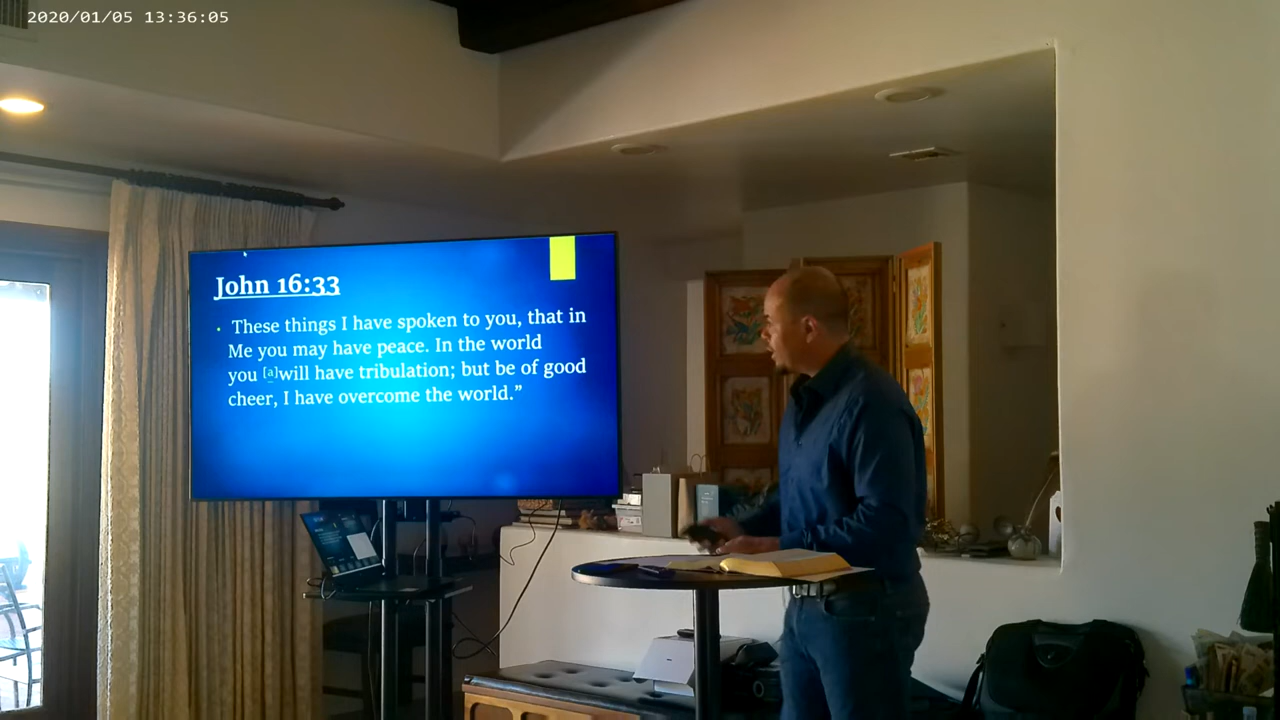 2020/01/05 13:36:05
John 16:33
• These things I have spoken to you, that in
Me you may have peace. In the world
you [a]will have tribulation; but be of good
cheer, I have overcome the world.”